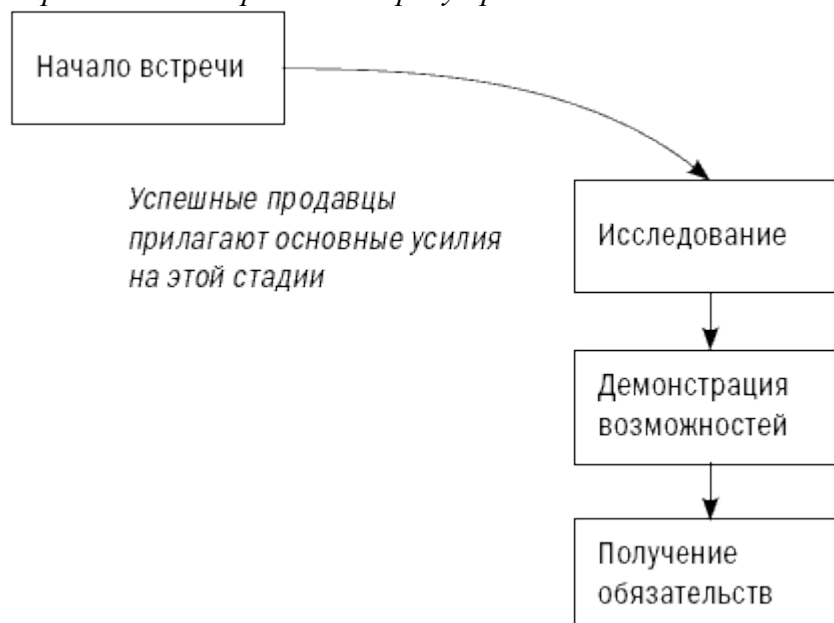 Начало встречи
Успешные продавцы
прилагают основные усилия
на этой стадии
Исследование
Демонстрация
возможностей
Получение
обязательств